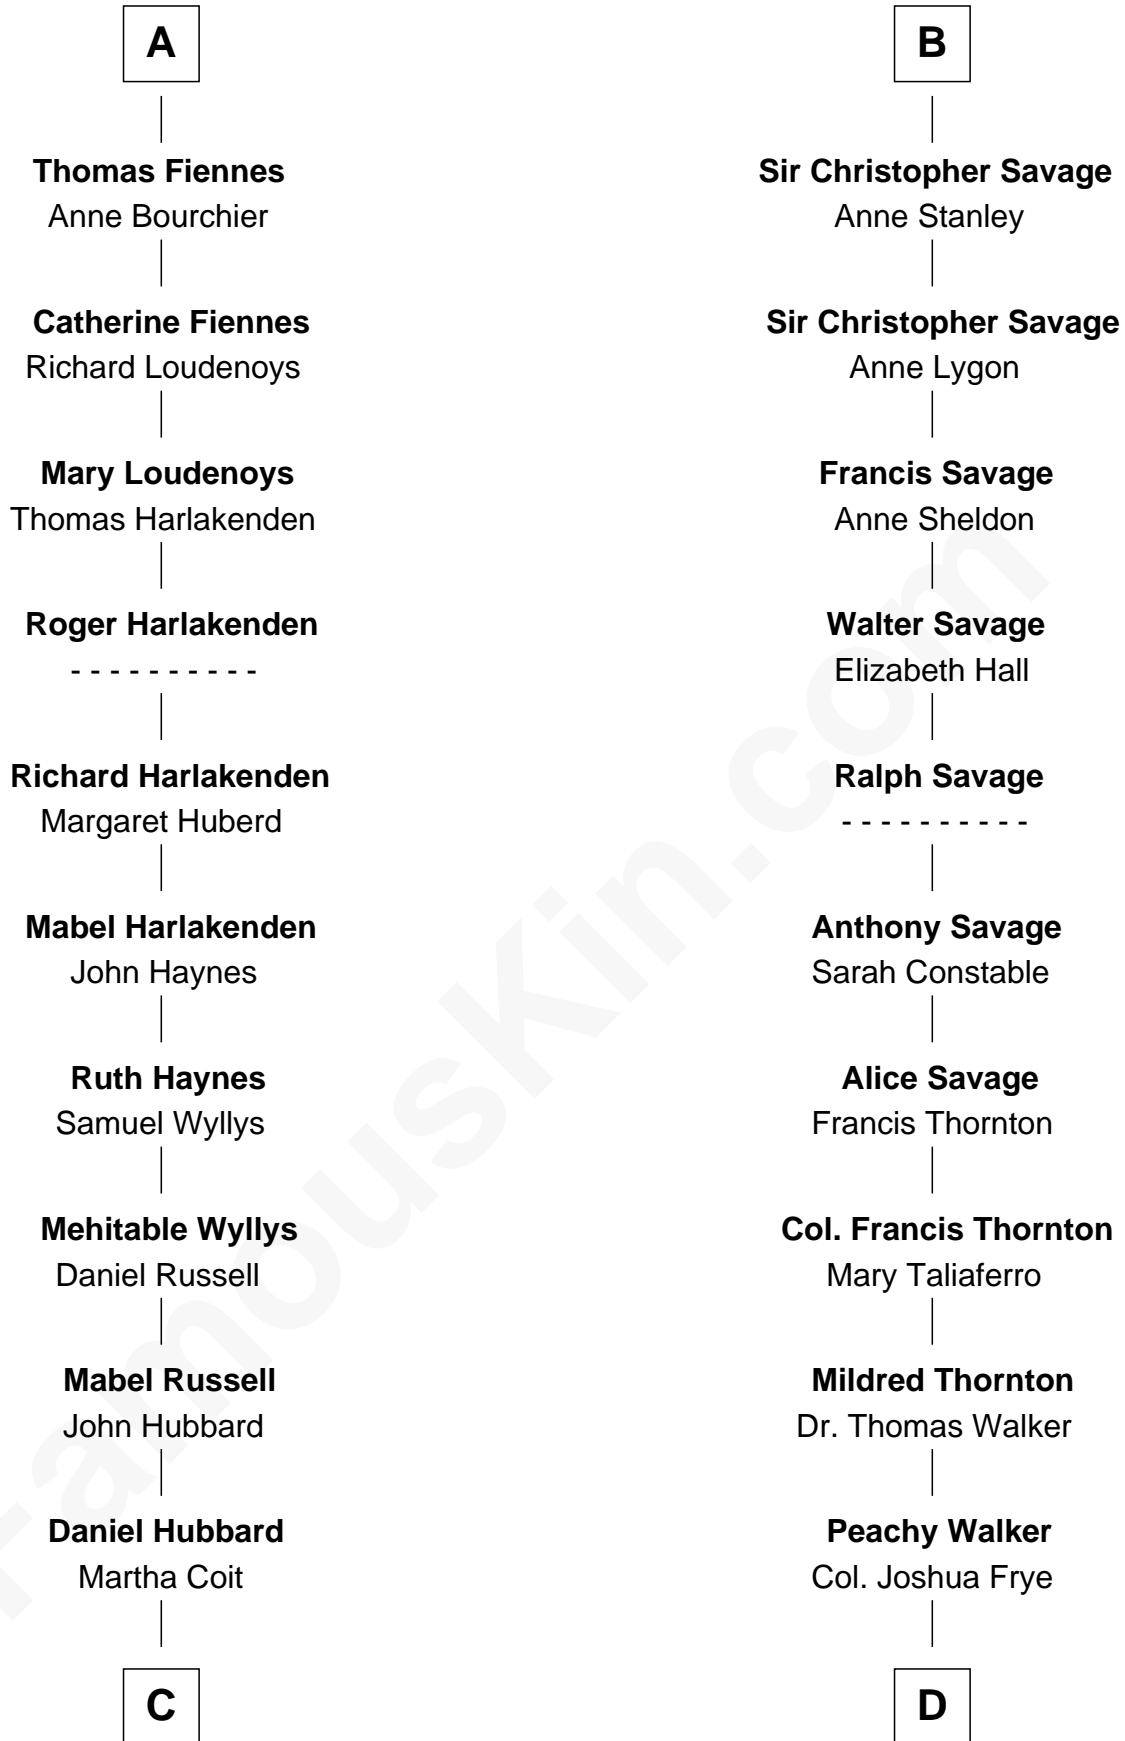 A
Thomas Fiennes
Anne Bourchier
Catherine Fiennes
Richard Loudenoys
Mary Loudenoys
Thomas Harlakenden
Roger Harlakenden
- - - - - - - - - -
Richard Harlakenden
Margaret Huberd
Mabel Harlakenden
John Haynes
Ruth Haynes
Samuel Wyllys
Mehitable Wyllys
Daniel Russell
Mabel Russell
John Hubbard
Daniel Hubbard
Martha Coit
C
B
Sir Christopher Savage
Anne Stanley
Sir Christopher Savage
Anne Lygon
Francis Savage
Anne Sheldon
Walter Savage
Elizabeth Hall
Ralph Savage
- - - - - - - - - -
Anthony Savage
Sarah Constable
Alice Savage
Francis Thornton
Col. Francis Thornton
Mary Taliaferro
Mildred Thornton
Dr. Thomas Walker
Peachy Walker
Col. Joshua Frye
D
FamousKin.com